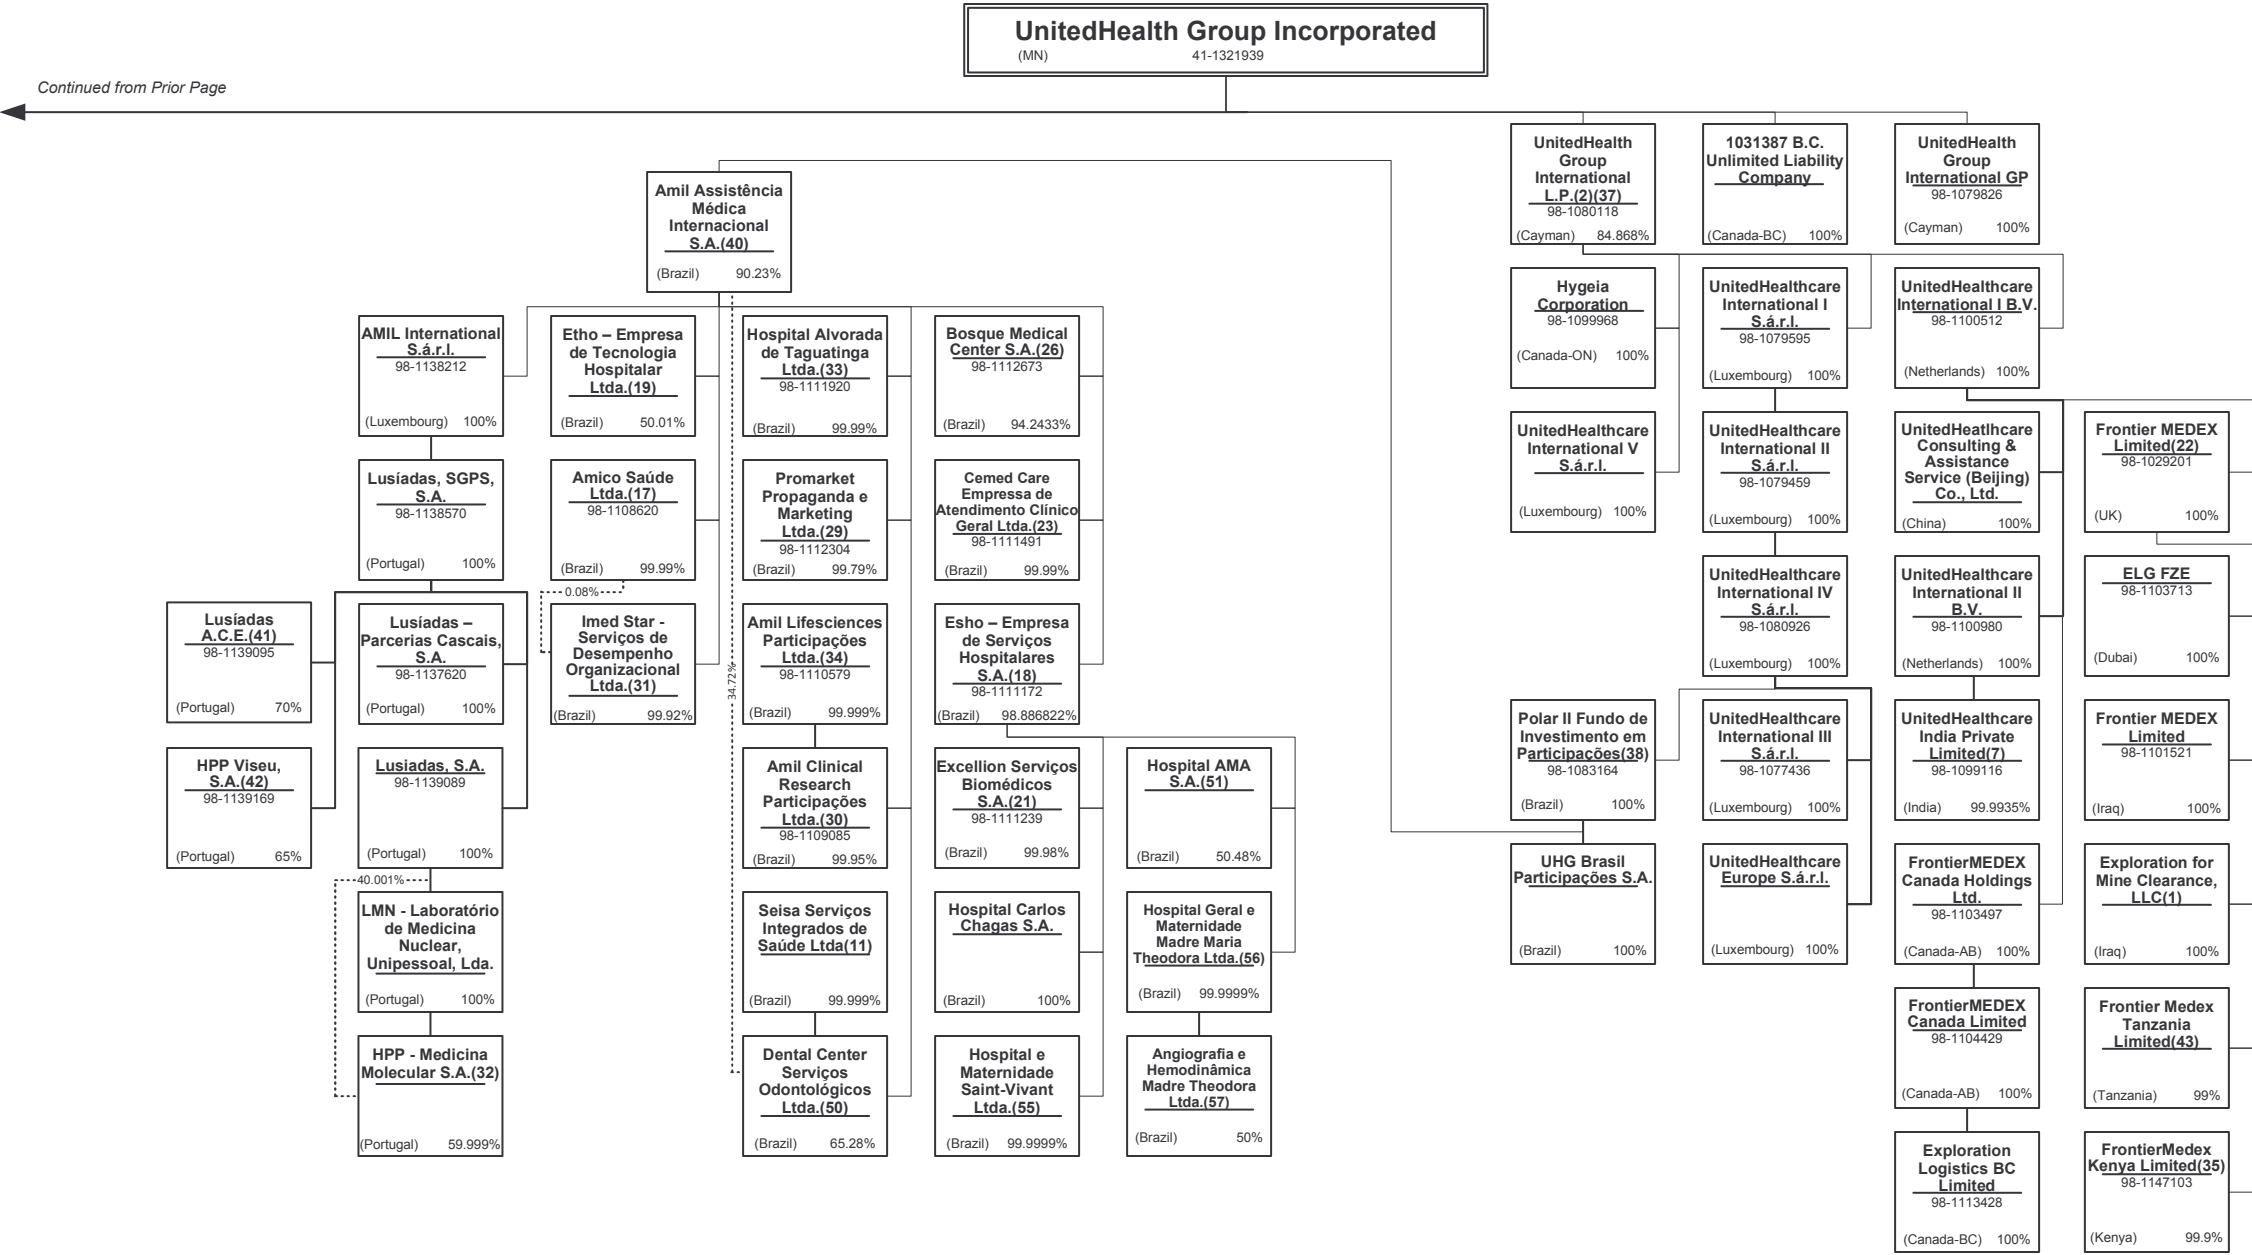 UnitedHealth Group Incorporated
(MN) 41-1321939
Continued from Prior Page
UnitedHealth
Group
International
L.P.(2)(37)
98-1080118
(Cayman) 84.868%
1031387 B.C.
Unlimited Liability
Company
(Canada-BC) 100%
UnitedHealth
Group
International GP
98-1079826
(Cayman) 100%
Amil Assistência
Médica
Internacional
S.A.(40)
(Brazil) 90.23%
Hygeia
Corporation
98-1099968
(Canada-ON) 100%
UnitedHealthcare
International I
S.á.r.l.
98-1079595
(Luxembourg) 100%
UnitedHealthcare
International I B.V.
98-1100512
(Netherlands) 100%
AMIL International
S.á.r.l.
98-1138212
(Luxembourg) 100%
Etho – Empresa
de Tecnologia
Hospitalar
Ltda.(19)
(Brazil) 50.01%
Hospital Alvorada
de Taguatinga
Ltda.(33)
98-1111920
(Brazil) 99.99%
Bosque Medical
Center S.A.(26)
98-1112673
(Brazil) 94.2433%
UnitedHealthcare
International V
S.á.r.l.
(Luxembourg) 100%
UnitedHealthcare
International II
S.á.r.l.
98-1079459
(Luxembourg) 100%
UnitedHeatlhcare
Consulting &
Assistance
Service (Beijing)
Co., Ltd.
(China) 100%
Frontier MEDEX
Limited(22)
98-1029201
(UK) 100%
Lusíadas, SGPS,
S.A.
98-1138570
(Portugal) 100%
Amico Saúde
Ltda.(17)
98-1108620
(Brazil) 99.99%
0.08%
Promarket
Propaganda e
Marketing
Ltda.(29)
98-1112304
(Brazil) 99.79%
Cemed Care
Empressa de
Atendimento Clínico
Geral Ltda.(23)
98-1111491
(Brazil) 99.99%
UnitedHealthcare
International IV
S.á.r.l.
98-1080926
(Luxembourg) 100%
UnitedHealthcare
International II
B.V.
98-1100980
(Netherlands) 100%
ELG FZE
98-1103713
(Dubai) 100%
Lusíadas
A.C.E.(41)
98-1139095
(Portugal) 70%
Lusíadas –
Parcerias Cascais,
S.A.
98-1137620
(Portugal) 100%
Imed Star -
Serviços de
Desempenho
Organizacional
Ltda.(31)
(Brazil) 99.92%
34.72%
Amil Lifesciences
Participações
Ltda.(34)
98-1110579
(Brazil) 99.999%
Esho – Empresa
de Serviços
Hospitalares
S.A.(18)
98-1111172
(Brazil) 98.886822%
Polar II Fundo de
Investimento em
Participações(38)
98-1083164
(Brazil) 100%
UnitedHealthcare
International III
S.á.r.l.
98-1077436
(Luxembourg) 100%
UnitedHealthcare
India Private
Limited(7)
98-1099116
(India) 99.9935%
Frontier MEDEX
Limited
98-1101521
(Iraq) 100%
HPP Viseu,
S.A.(42)
98-1139169
(Portugal) 65%
Lusiadas, S.A.
98-1139089
(Portugal) 100%
40.001%
Amil Clinical
Research
Participações
Ltda.(30)
98-1109085
(Brazil) 99.95%
Excellion Serviços
Biomédicos
S.A.(21)
98-1111239
(Brazil) 99.98%
Hospital AMA
S.A.(51)
(Brazil) 50.48%
UHG Brasil
Participações S.A.
(Brazil) 100%
UnitedHealthcare
Europe S.á.r.l.
(Luxembourg) 100%
FrontierMEDEX
Canada Holdings
Ltd.
98-1103497
(Canada-AB) 100%
Exploration for
Mine Clearance,
LLC(1)
(Iraq) 100%
LMN - Laboratório
de Medicina
Nuclear,
Unipessoal, Lda.
(Portugal) 100%
Seisa Serviços
Integrados de
Saúde Ltda(11)
(Brazil) 99.999%
Hospital Carlos
Chagas S.A.
(Brazil) 100%
Hospital Geral e
Maternidade
Madre Maria
Theodora Ltda.(56)
(Brazil) 99.9999%
FrontierMEDEX
Canada Limited
98-1104429
(Canada-AB) 100%
Frontier Medex
Tanzania
Limited(43)
(Tanzania) 99%
HPP - Medicina
Molecular S.A.(32)
(Portugal) 59.999%
Dental Center
Serviços
Odontológicos
Ltda.(50)
(Brazil) 65.28%
Hospital e
Maternidade
Saint-Vivant
Ltda.(55)
(Brazil) 99.9999%
Angiografia e
Hemodinâmica
Madre Theodora
Ltda.(57)
(Brazil) 50%
Exploration
Logistics BC
Limited
98-1113428
(Canada-BC) 100%
FrontierMedex
Kenya Limited(35)
98-1147103
(Kenya) 99.9%